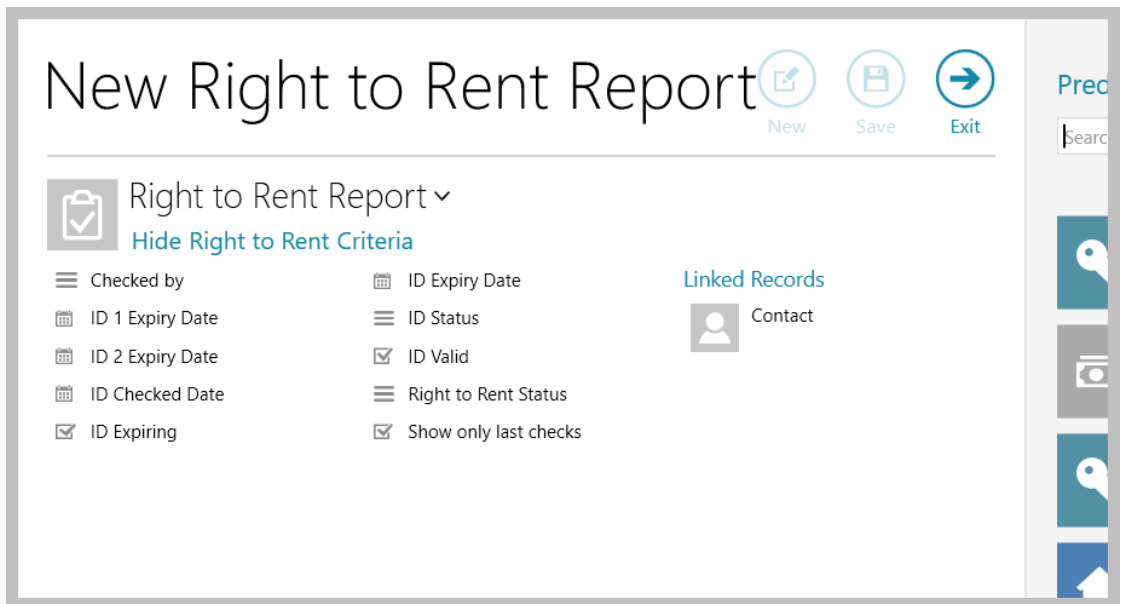 New Right to Rent Report
New
Save
Exit
Right to Rent Report
Hide Right to Rent Criteria
Checked by
ID 1 Expiry Date
ID 2 Expiry Date
ID Checked Date
ID Expiring
ID Expiry Date
ID Status
ID Valid
Right to Rent Status
Show only last checks
Linked Records
Contact
Pred
Searc